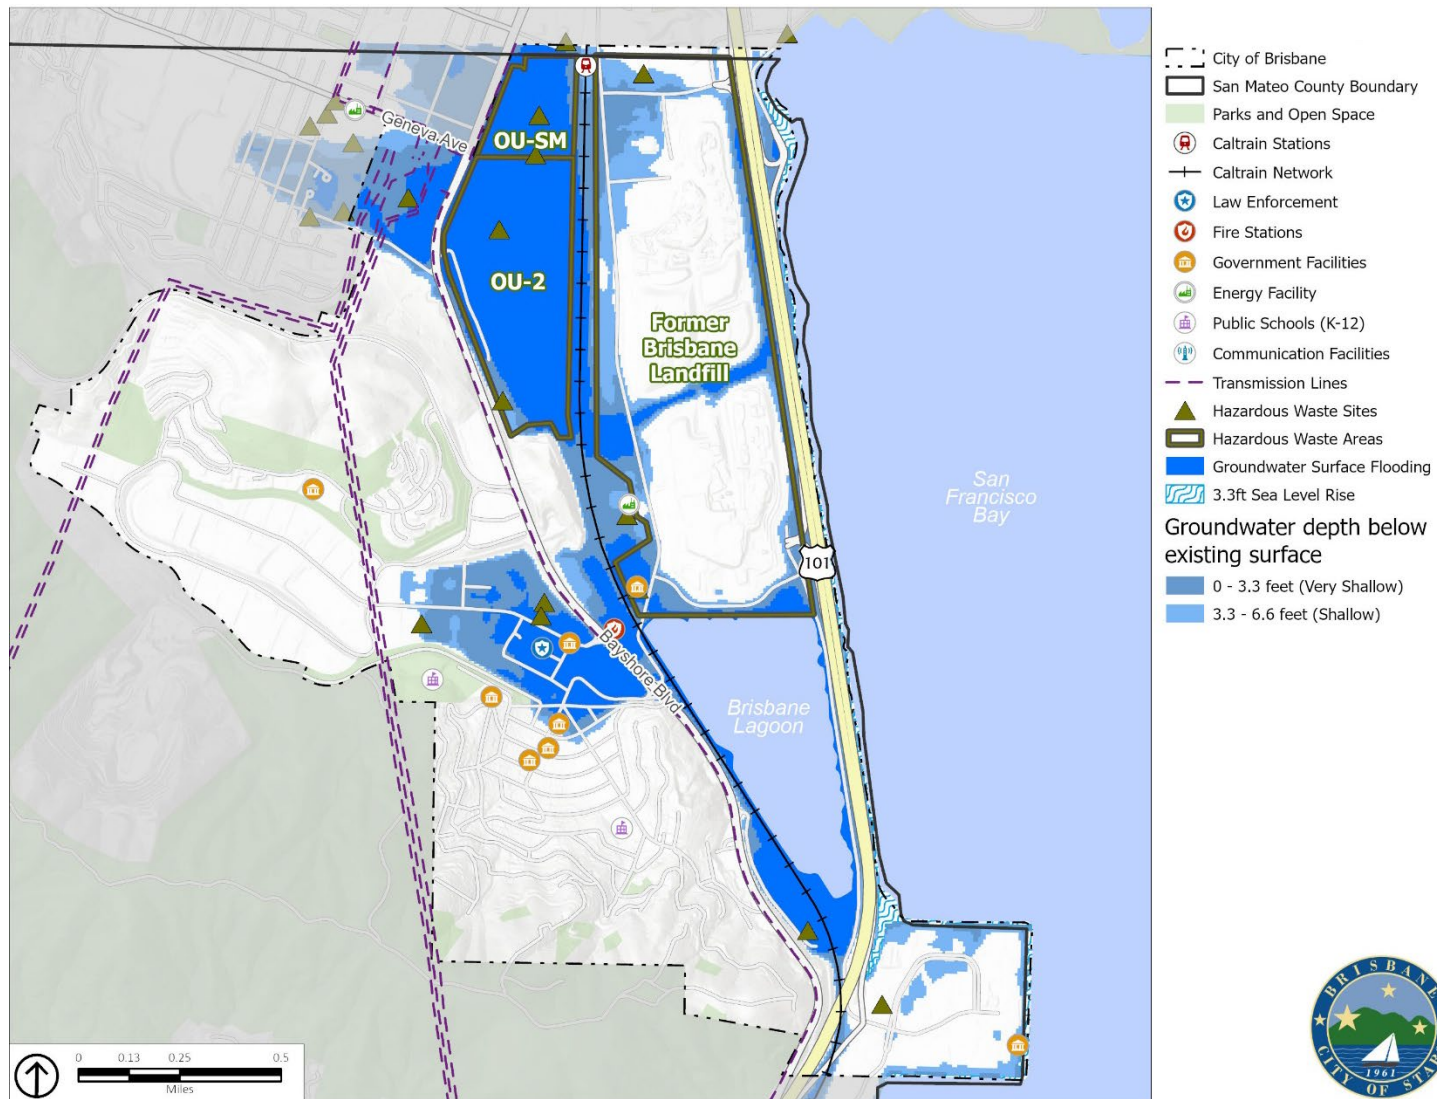 Geneva Ave
OU-SM
OU-2
Former
Brisbane
Landfill
San
Francisco
Bay
101
Bayshore Blvd
Brisbane
Lagoon
0 0.13 0.25 0.5
Miles
City of Brisbane
San Mateo County Boundary
Parks and Open Space
Caltrain Stations
Caltrain Network
Law Enforcement
Fire Stations
Government Facilities
Energy Facility
Public Schools (K-12)
Communication Facilities
Transmission Lines
Hazardous Waste Sites
Hazardous Waste Areas
Groundwater Surface Flooding
3.3ft Sea Level Rise
Groundwater depth below
existing surface
0 - 3.3 feet (Very Shallow)
3.3 - 6.6 feet (Shallow)
BRISBANE
1961
CITY OF STAR